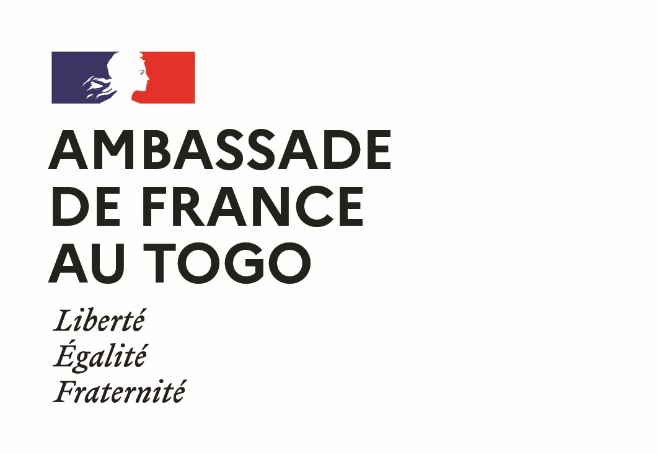 AMBASSADE
DE FRANCE
AU TOGO
Liberté
Égalité
Fraternité